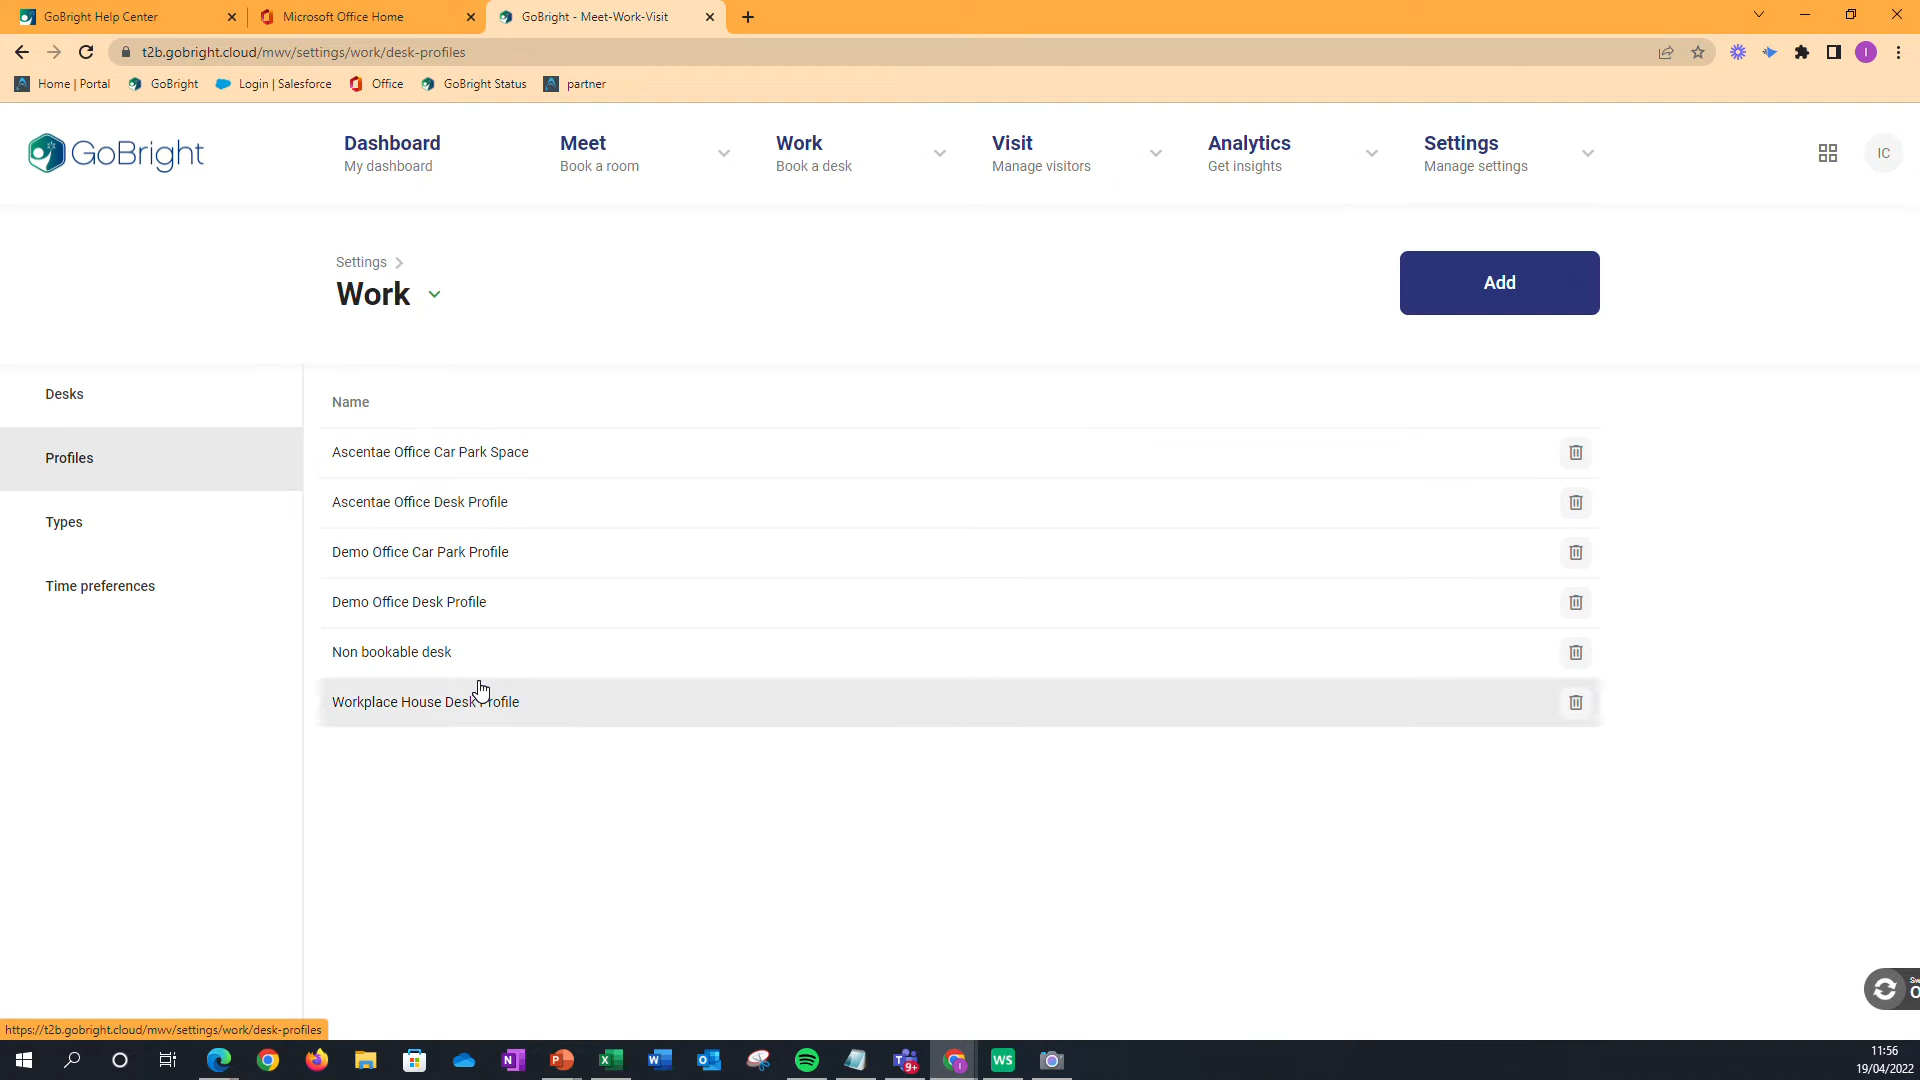 GoBright Help Center
Microsoft Office Home
GoBright - Meet-Work-Visit
t2b.gobright.cloud/mwv/settings/work/desk-profiles
I
Home | Portal
GoBright
Login | Salesforce
Office
GoBright Status
partner
GoBright
Dashboard
My dashboard
Meet
Book a room
Work
Book a desk
Visit
Manage visitors
Analytics
Get insights
Settings
Manage settings
IC
Settings
Work
Add
Desks
Profiles
Types
Time preferences
Name
Ascentae Office Car Park Space
Ascentae Office Desk Profile
Demo Office Car Park Profile
Demo Office Desk Profile
Non bookable desk
Workplace House Desk Profile
https://t2b.gobright.cloud/mwv/settings/work/desk-profiles
9+
WS
11:56
19/04/2022